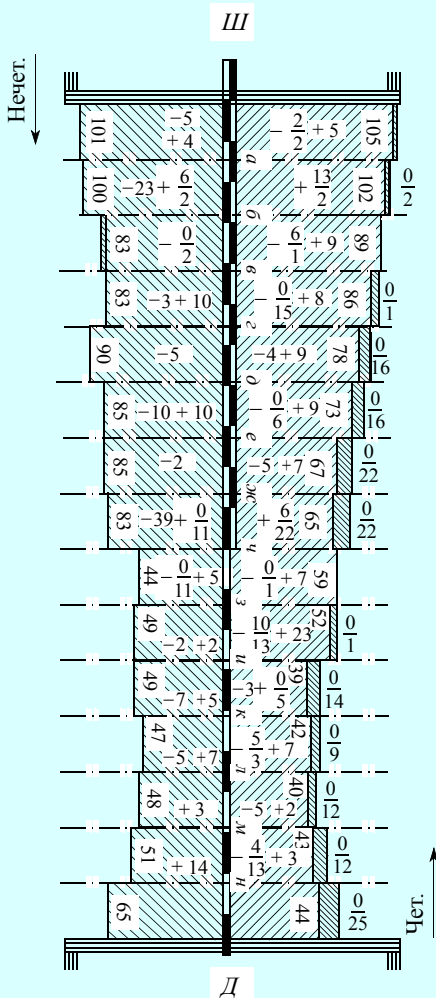 Ш
Нечет.
101 −5 + 4 − 2/2 + 5 105
а
100 −23 + 6/2 + 13/2 102 0/2
б
83 − 0/2 − 6/1 + 9 89
в
83 −3 + 10 − 0/15 + 8 86 0/1
г
90 −5 −4 + 9 78 0/16
д
85 −10 + 10 − 0/6 + 9 73 0/16
е
85 −2 −5 + 7 67 0/22
ж
83 −39 + 0/11 + 6/22 65 0/22
ч
44 − 0/11 + 5 − 0/1 + 7 59
з
49 −2 +2 − 10/13 + 23 52 0/1
и
49 −7 + 5 −3 + 0/5 39 0/14
к
47 −5 + 7 − 5/3 + 7 42 0/9
л
48 + 3 −5 + 2 40 0/12
м
51 + 14 − 4/13 + 3 43 0/12
н
65 44 0/25
Чет.
Д